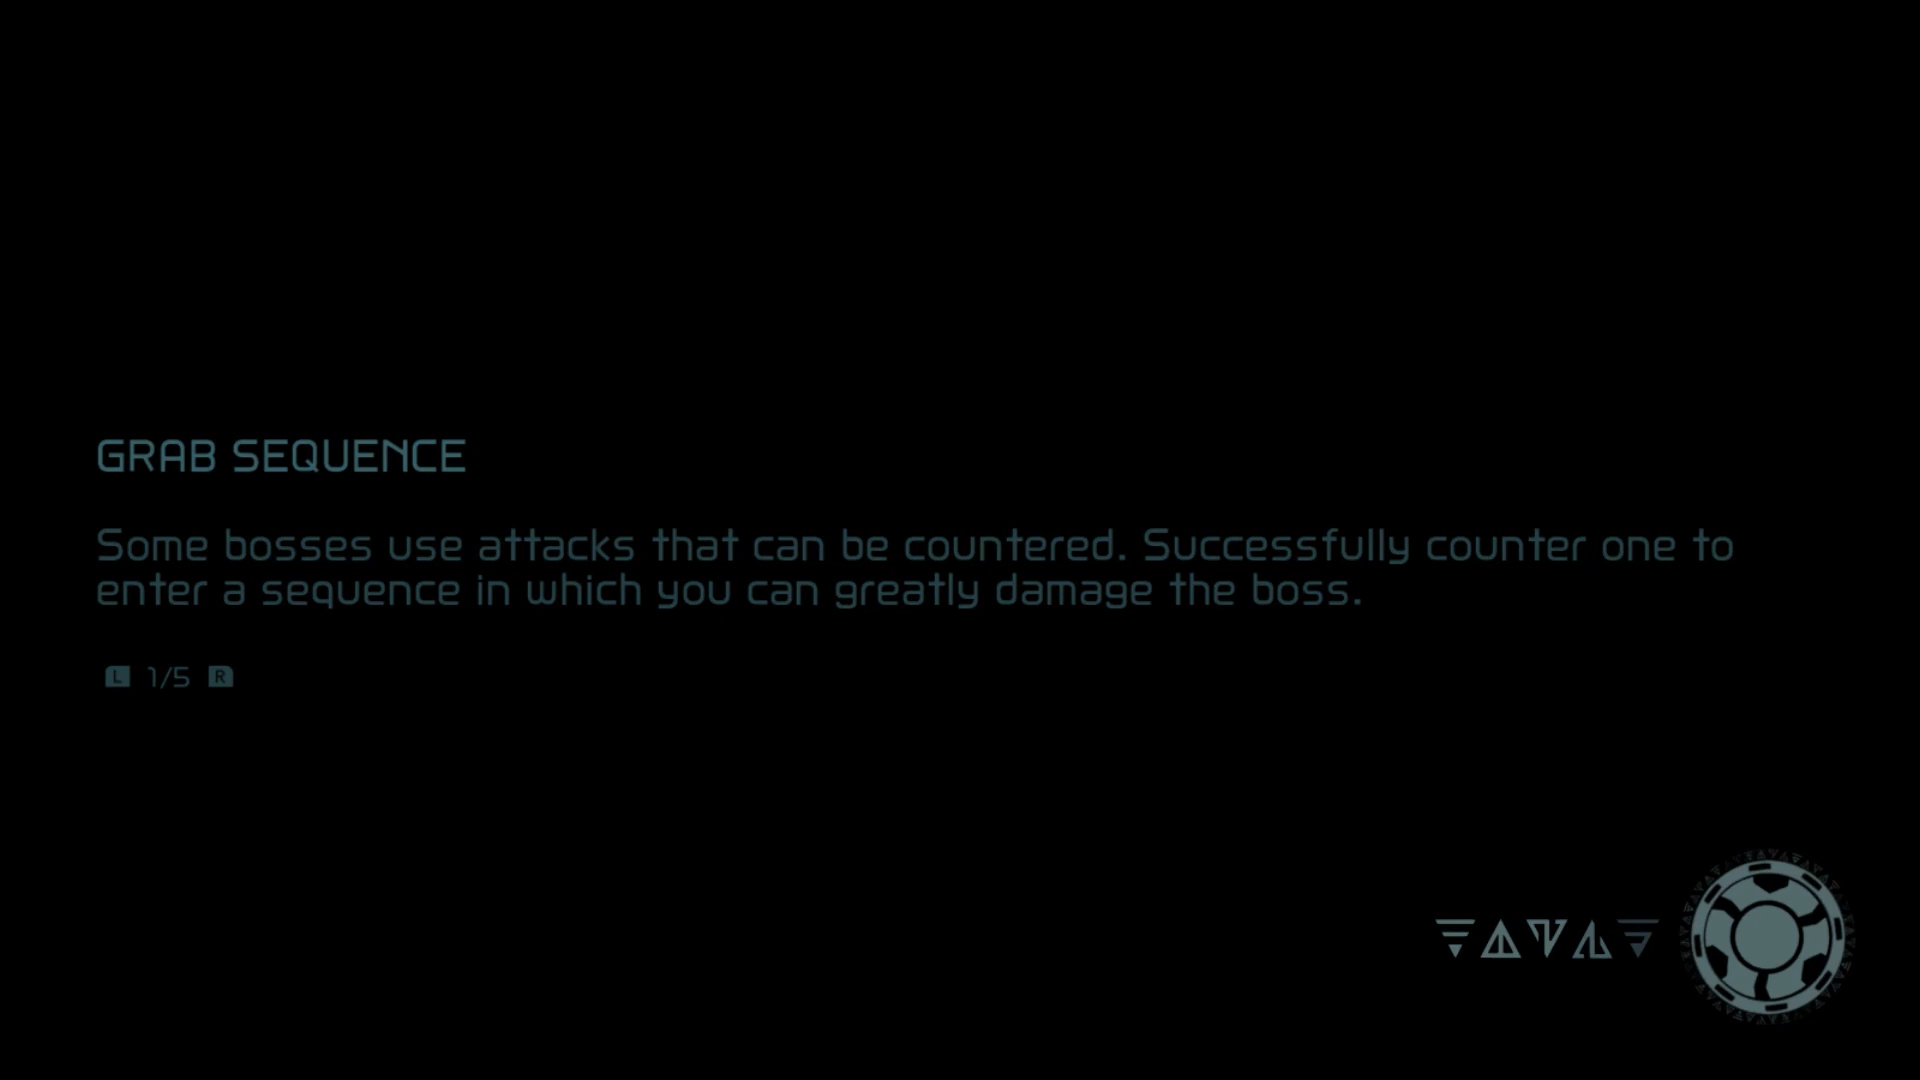 GRAB SEQUENCE
Some bosses use attacks that can be countered. Successfully counter one to
enter a sequence in which you can greatly damage the boss.
L 1/5 R